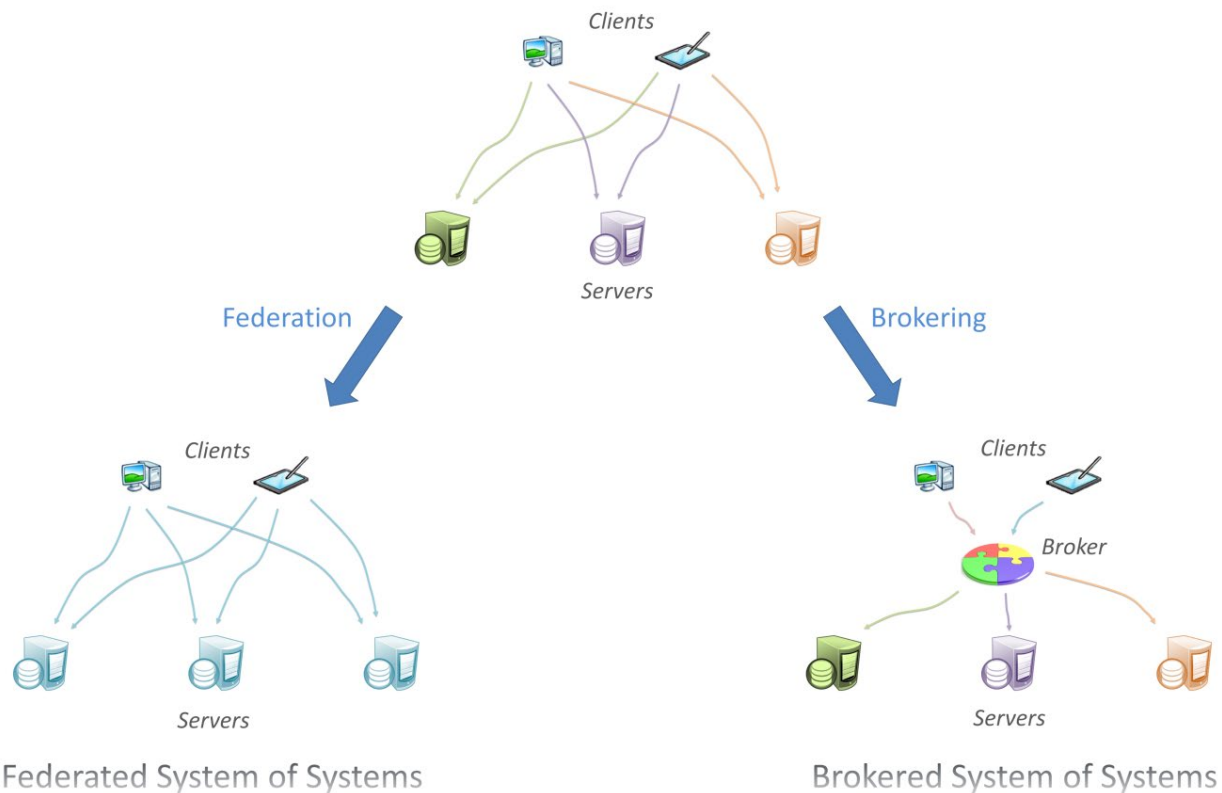 Clients
Servers
Federation
Brokering
Clients
Servers
Federated System of Systems
Clients
Broker
Servers
Brokered System of Systems